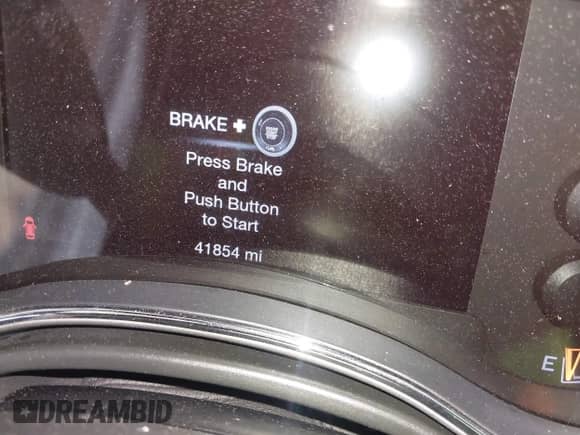 BRAKE +
Press Brake
and
Push Button
to Start
41854 mi
E
DREAMBID